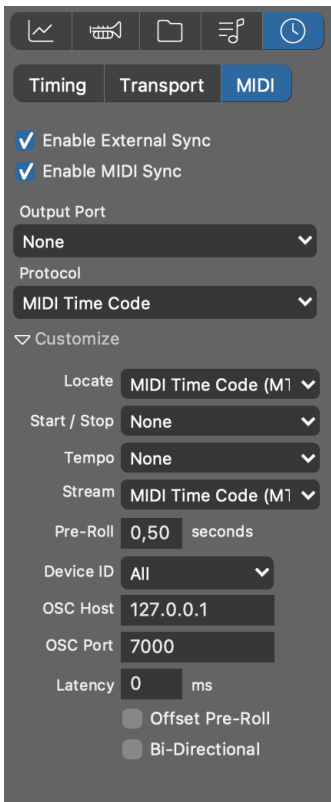 Timing Transport MIDI
Enable External Sync
Enable MIDI Sync
Output Port
None
Protocol
MIDI Time Code
Customize
Locate MIDI Time Code (MT
Start / Stop None
Tempo None
Stream MIDI Time Code (MT
Pre-Roll 0,50 seconds
Device ID All
OSC Host 127.0.0.1
OSC Port 7000
Latency 0 ms
Offset Pre-Roll
Bi-Directional